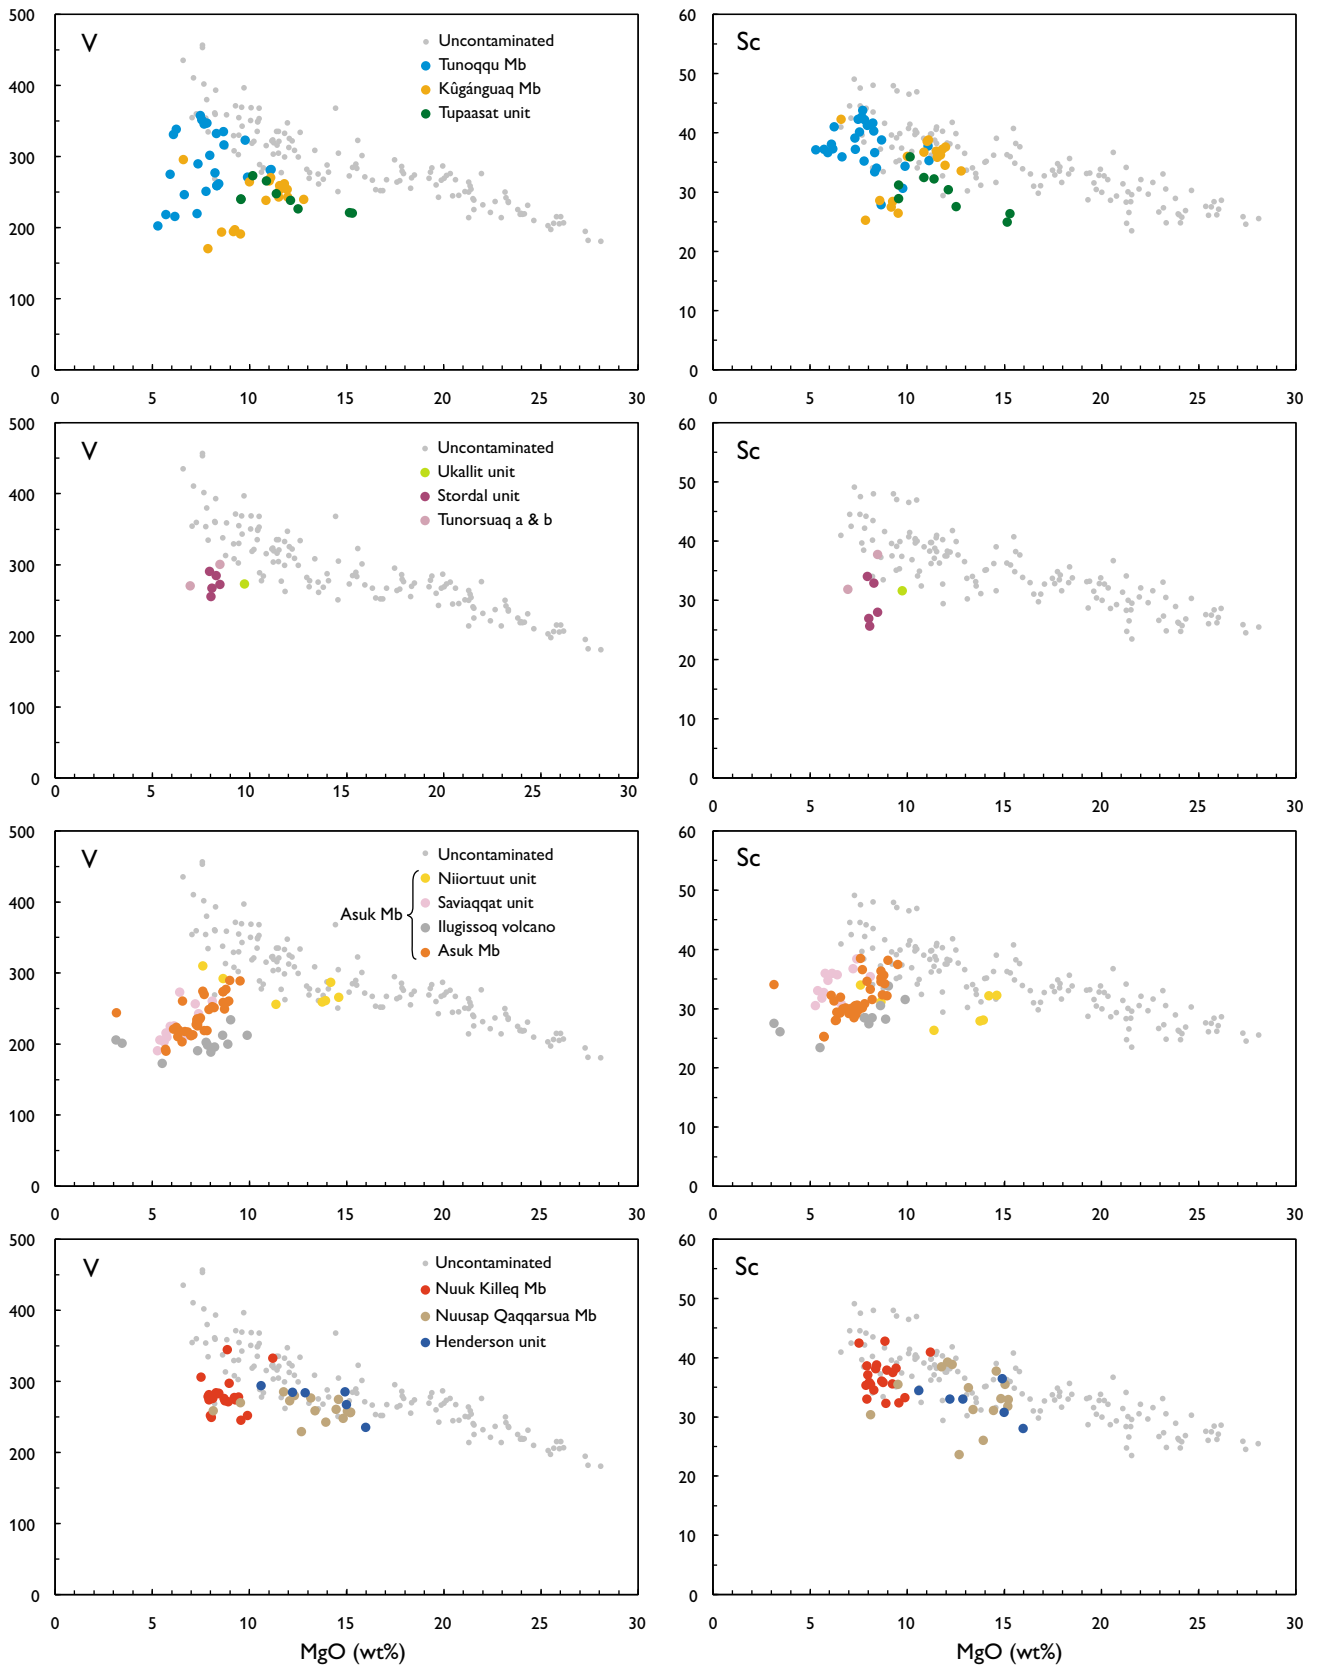 500
V
400
300
200
100
0
0 5 10 15 20 25 30
Uncontaminated
Tunoqqu Mb
Kûgánguaq Mb
Tupaasat unit
60
Sc
50
40
30
20
10
0
0 5 10 15 20 25 30
500
V
400
300
200
100
0
0 5 10 15 20 25 30
Uncontaminated
Ukallit unit
Stordal unit
Tunorsuaq a & b
60
Sc
50
40
30
20
10
0
0 5 10 15 20 25 30
500
V
400
300
200
100
0
0 5 10 15 20 25 30
Uncontaminated
Niiortuut unit
Saviaqqat unit
Asuk Mb
Ilugissoq volcano
Asuk Mb
60
Sc
50
40
30
20
10
0
0 5 10 15 20 25 30
500
V
400
300
200
100
0
0 5 10 15 20 25 30
MgO (wt%)
Uncontaminated
Nuuk Killeq Mb
Nuusap Qaqqarsua Mb
Henderson unit
60
Sc
50
40
30
20
10
0
0 5 10 15 20 25 30
MgO (wt%)